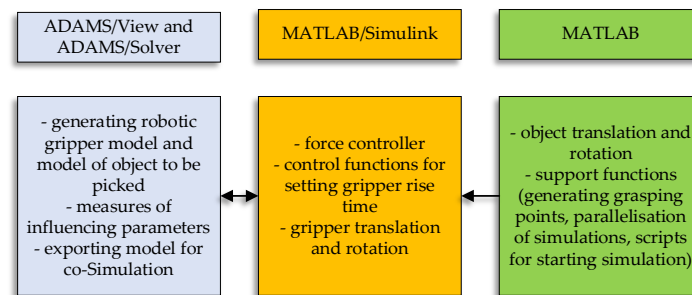 ADAMS/View and
ADAMS/Solver
MATLAB/Simulink
MATLAB
- generating robotic
gripper model and
model of object to be
picked
- measures of
influencing parameters
- exporting model for
co-Simulation
- force controller
- control functions for
setting gripper rise
time
- gripper translation
and rotation
- object translation and
rotation
- support functions
(generating grasping
points, parallelisation
of simulations, scripts
for starting simulation)